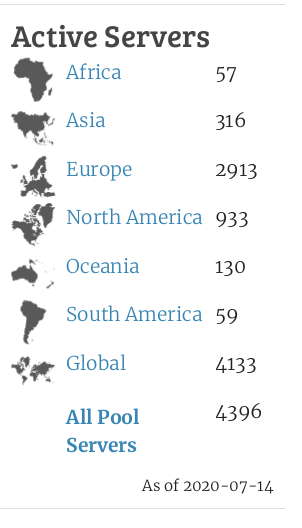 Active Servers
Africa 57
Asia 316
Europe 2913
North America 933
Oceania 130
South America 59
Global 4133
All Pool 4396
Servers
As of 2020-07-14